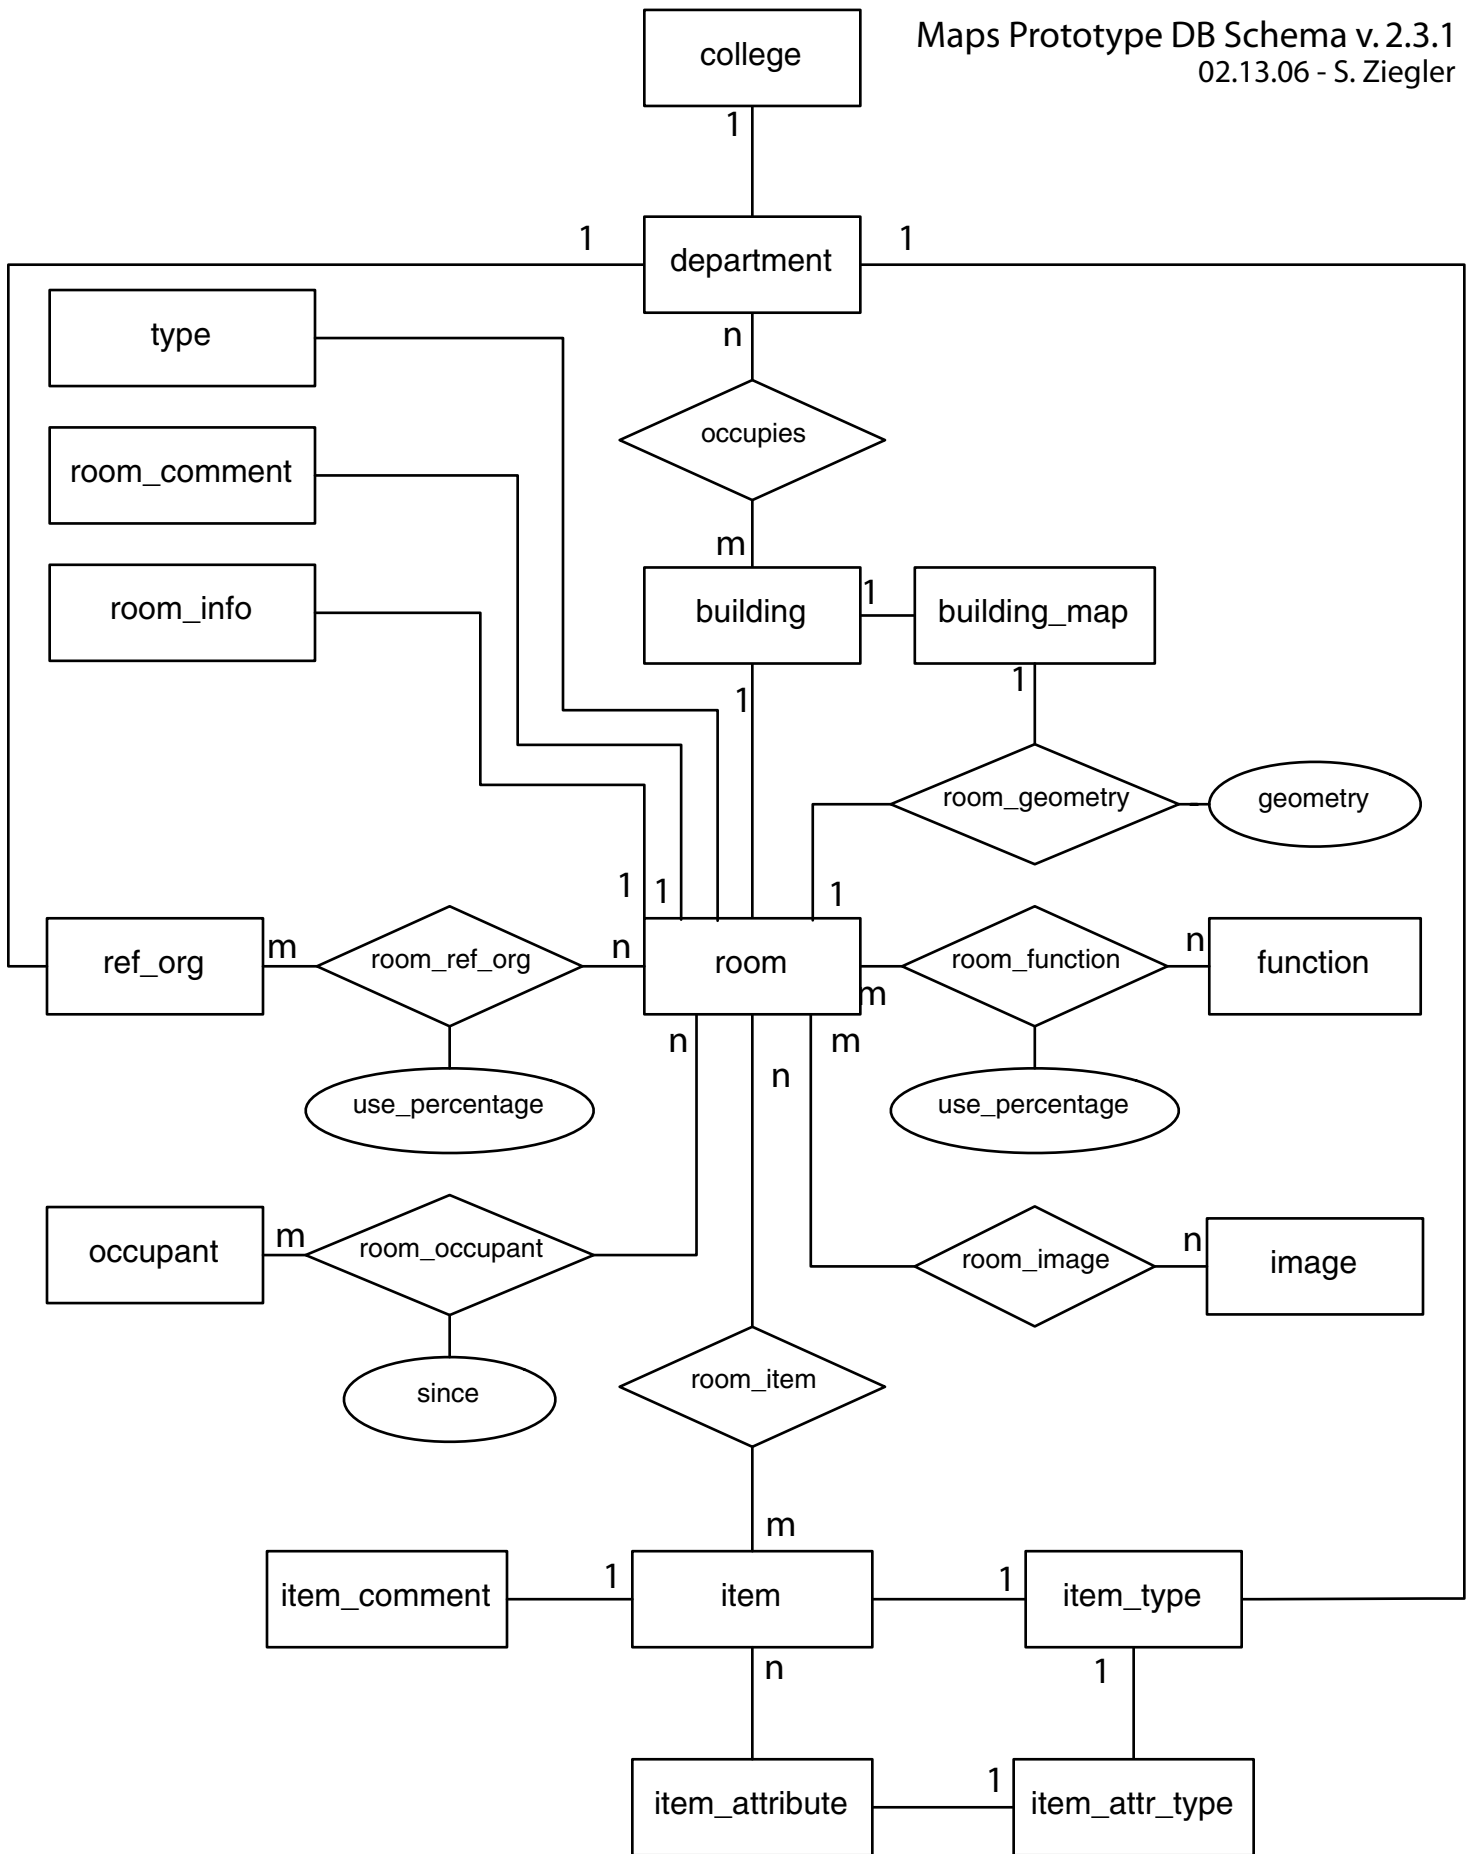 Maps Prototype DB Schema v. 2.3.1
02.13.06 - S. Ziegler
college
1
1
department
1
type
n
occupies
room_comment
m
room_info
building
1
building_map
1
1
room_geometry
geometry
1
1
1
ref_org
m
room_ref_org
n
room
m
room_function
n
function
n
n
m
use_percentage
use_percentage
occupant
m
room_occupant
room_image
n
image
since
room_item
m
item_comment
1
item
1
item_type
n
1
item_attribute
1
item_attr_type